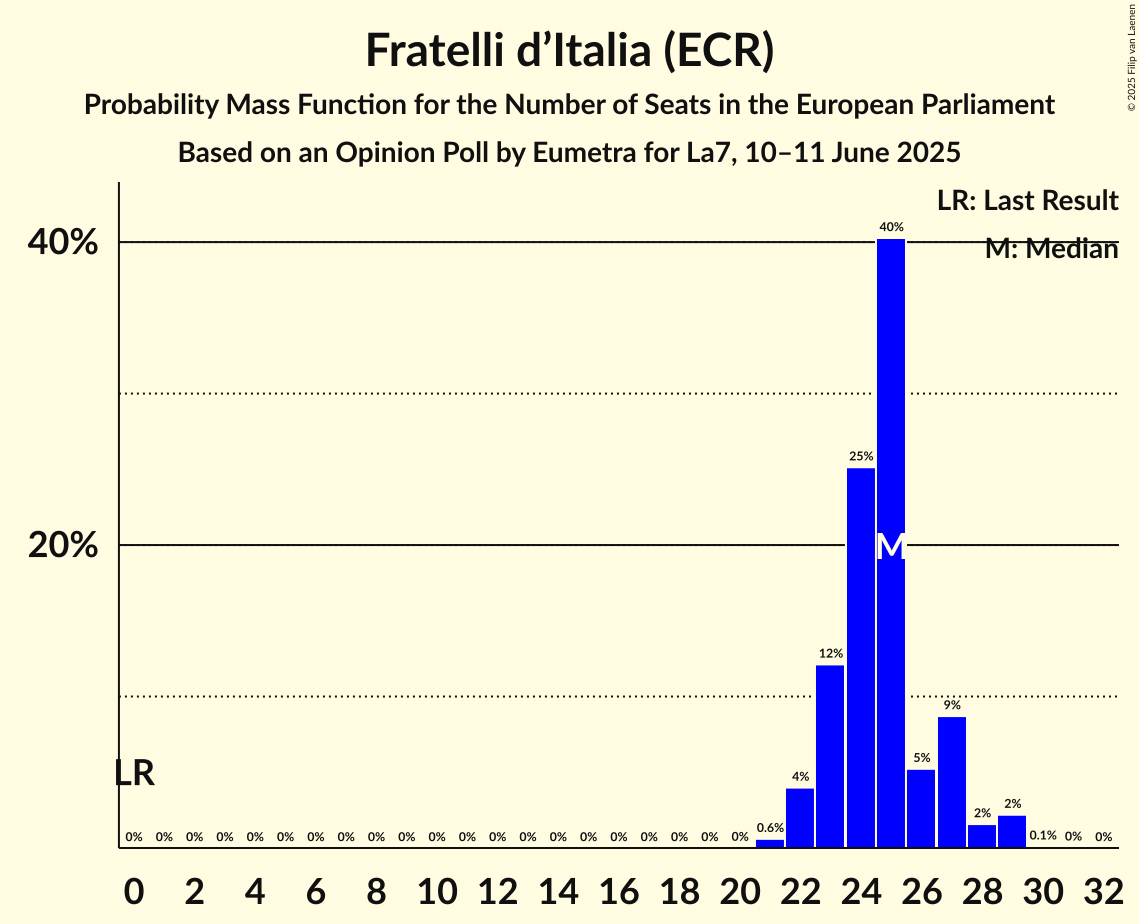 Fratelli d’Italia (ECR)
Probability Mass Function for the Number of Seats in the European Parliament
Based on an Opinion Poll by Eumetra for La7, 10–11 June 2025
© 2025 Filip van Laenen
LR: Last Result
M: Median
40%
20%
40%
25%
M
12%
9%
5%
4%
2%
2%
LR
0% 0% 0% 0% 0% 0% 0% 0% 0% 0% 0% 0% 0% 0% 0% 0% 0% 0% 0% 0% 0% 0.6% 0.1% 0% 0%
0 2 4 6 8 10 12 14 16 18 20 22 24 26 28 30 32